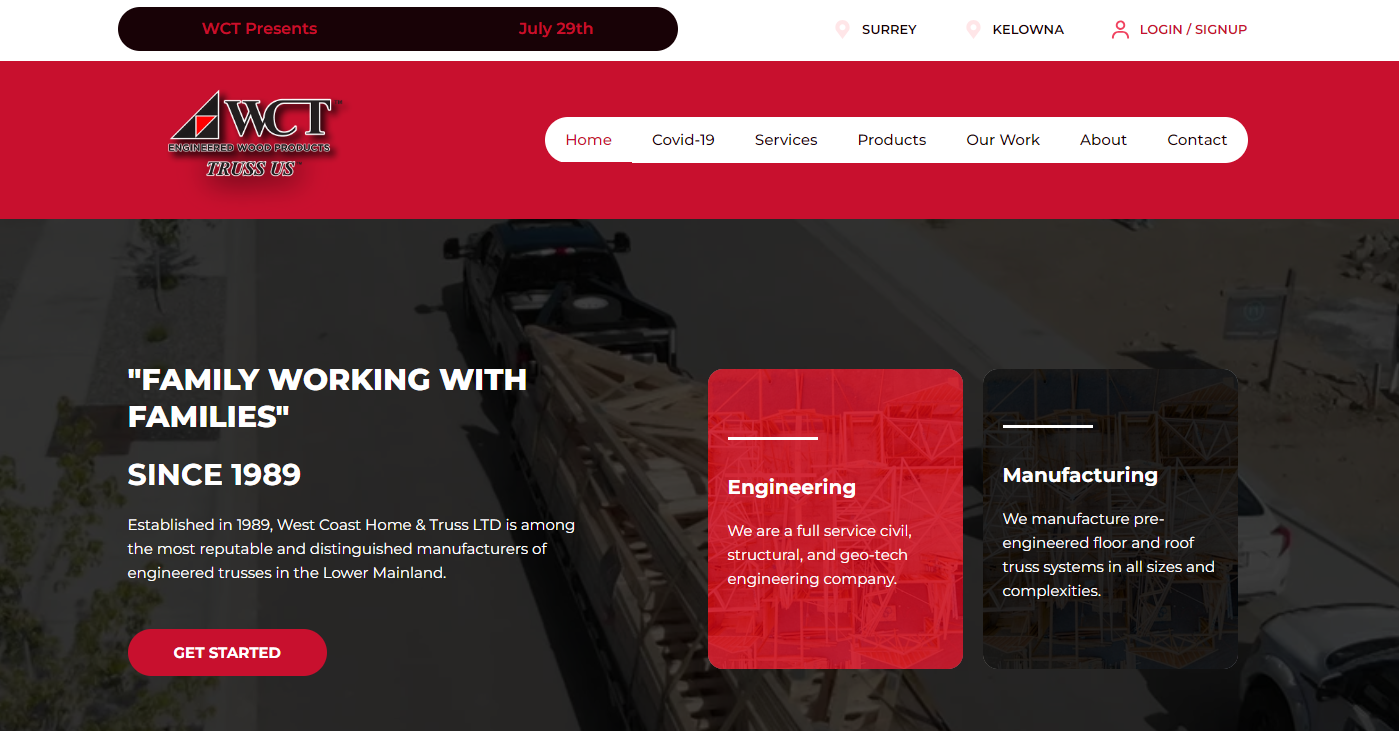 WCT Presents
July 29th
SURREY
KELOWNA
LOGIN / SIGNUP
WCT
ENGINEERED WOOD PRODUCTS
TRUSS US
Home
Covid-19
Services
Products
Our Work
About
Contact
"FAMILY WORKING WITH
FAMILIES"
SINCE 1989
Established in 1989, West Coast Home & Truss LTD is among
the most reputable and distinguished manufacturers of
engineered trusses in the Lower Mainland.
GET STARTED
Engineering
We are a full service civil,
structural, and geo-tech
engineering company.
Manufacturing
We manufacture pre-
engineered floor and roof
truss systems in all sizes and
complexities.